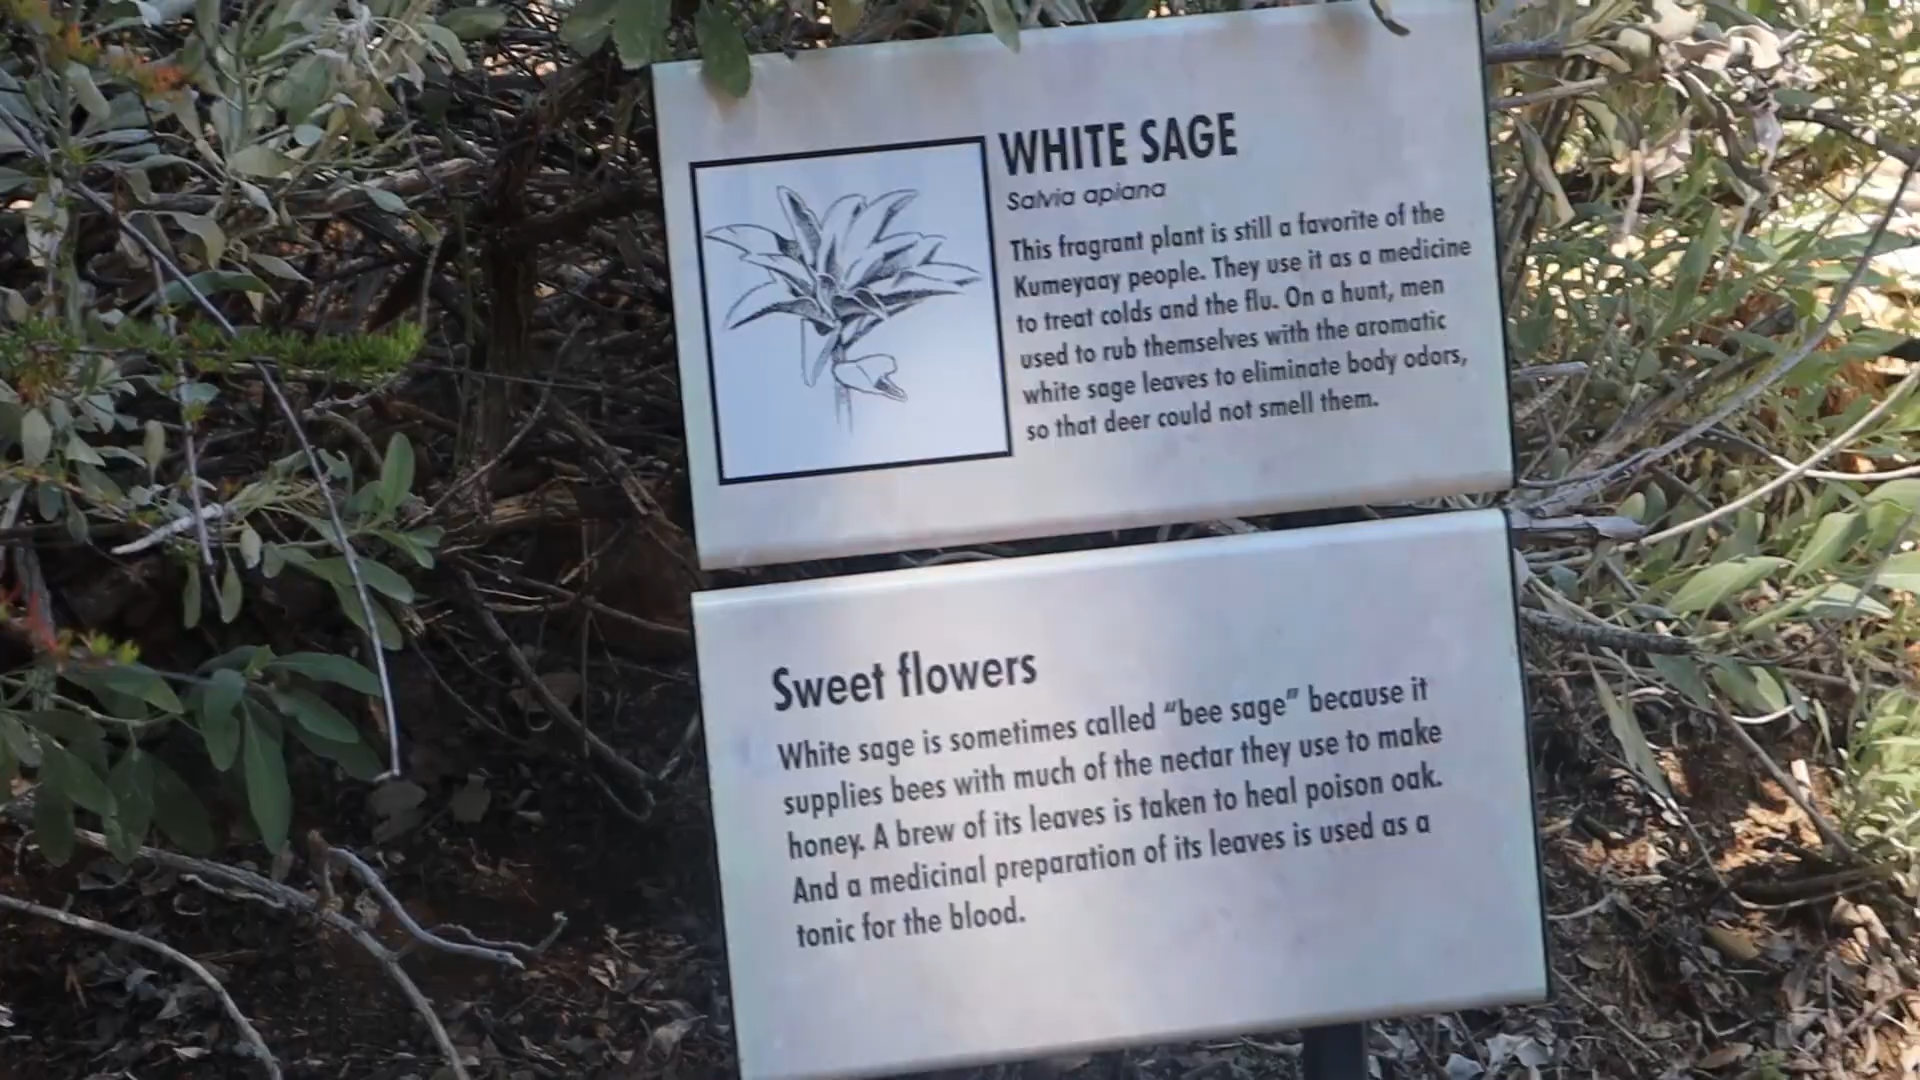 WHITE SAGE
Salvia apiana
This fragrant plant is still a favorite of the
Kumeyaay people. They use it as a medicine
to treat colds and the flu. On a hunt, men
used to rub themselves with the aromatic
white sage leaves to eliminate body odors,
so that deer could not smell them.
Sweet flowers
White sage is sometimes called “bee sage” because it
supplies bees with much of the nectar they use to make
honey. A brew of its leaves is taken to heal poison oak.
And a medicinal preparation of its leaves is used as a
tonic for the blood.